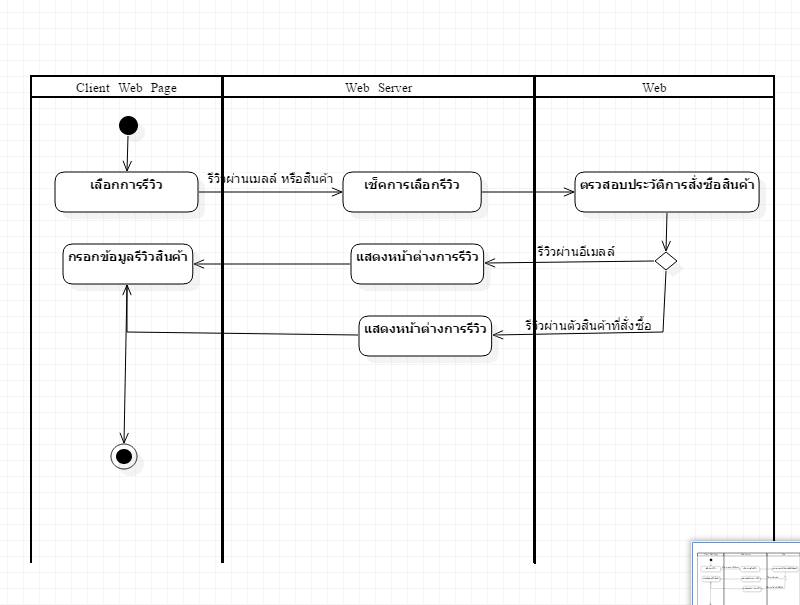 Client Web Page
Web Server
Web
เลือกการรีวิว
รีวิวผ่านเมลล์ หรือสินค้า
เช็คการเลือกรีวิว
ตรวสอบประวัติการสั่งซือสินค้า
กรอกข้อมูลรีวิวสินค้า
แสดงหน้าต่างการรีวิว
รีวิวผ่านอีเมลล์
แสดงหน้าต่างการรีวิว
รีวิวผ่านตัวสินค้าที่สั่งซื้อ